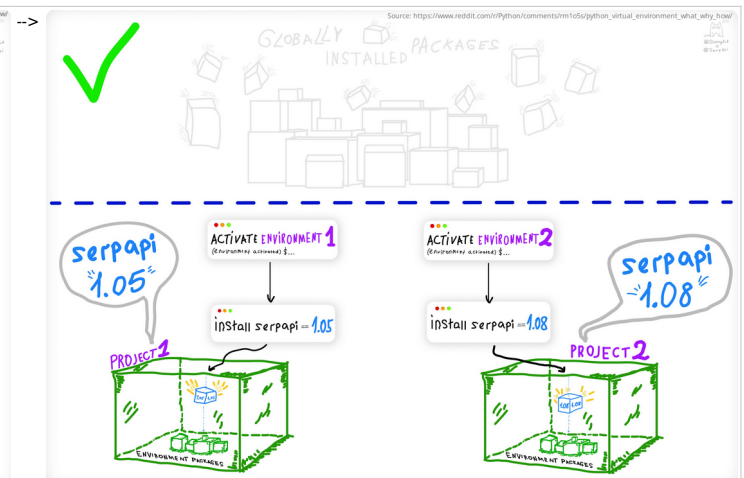 -->
Source: https://www.reddit.com/r/Python/comments/rm1o5s/python_virtual_environment_what_why_how/
GLOBALLY PACKAGES
INSTALLED
serpapi
"1.05"
ACTIVATE ENVIRONMENT 1
(environment activated) $...
install serpapi = 1.05
PROJECT 1
ENVIRONMENT PACKAGES
ACTIVATE ENVIRONMENT 2
(environment activated) $...
install serpapi = 1.08
serpapi
"1.08"
PROJECT 2
ENVIRONMENT PACKAGES